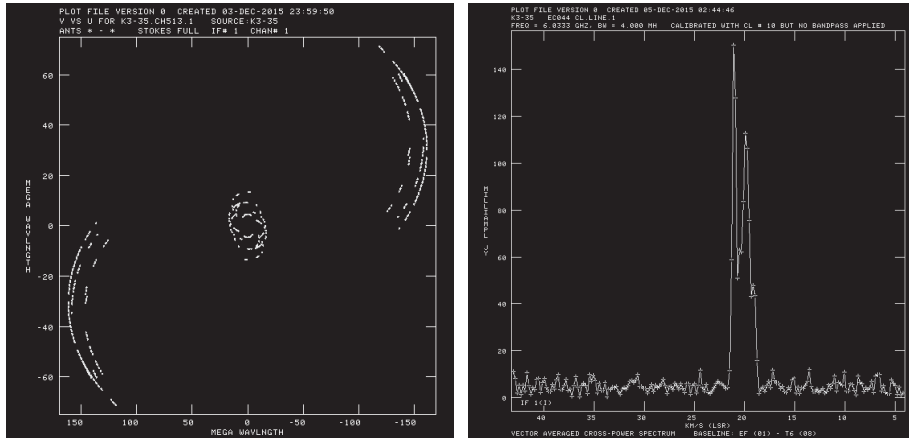 PLOT FILE VERSION 0 CREATED 03-DEC-2015 23:59:50
V VS U FOR K3-35.CH513.1 SOURCE:K3-35
ANTS * - * STOKES FULL IF# 1 CHAN# 1
60
40
20
0
-20
-40
-60
MEGA WAVLNGTH
150 100 50 0 -50 -100 -150
MEGA WAVLNGTH
PLOT FILE VERSION 0 CREATED 05-DEC-2015 02:44:46
K3-35 EC044 CL.LINE.1
FREQ = 6.0333 GHZ, BW = 4.000 MH CALIBRATED WITH CL # 10 BUT NO BANDPASS APPLIED
140
120
100
80
60
40
20
0
MILLIAMPL JY
IF 1(I)
40 35 30 25 20 15 10 5
KM/S (LSR)
VECTOR AVERAGED CROSS-POWER SPECTRUM BASELINE: EF (01) - T6 (08)